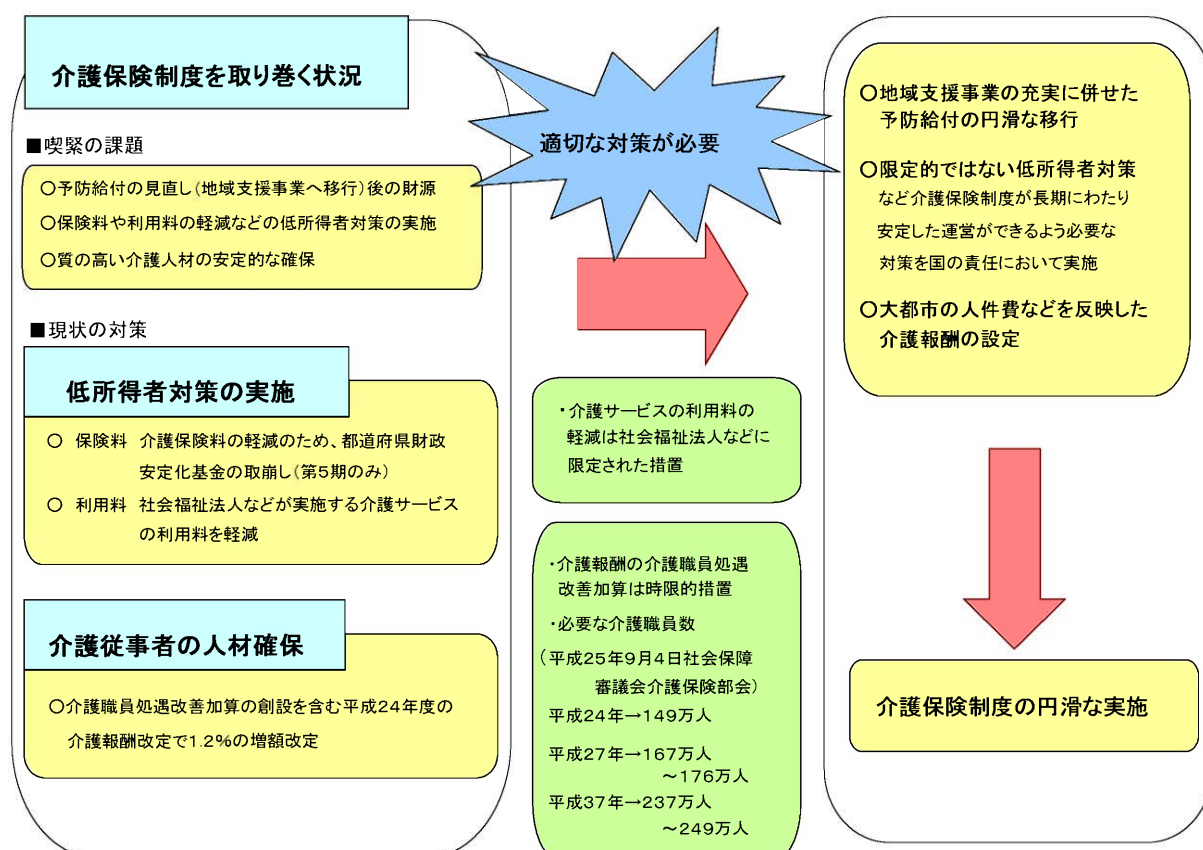 介護保険制度を取り巻く状況
■喫緊の課題
○予防給付の見直し(地域支援事業へ移行)後の財源
○保険料や利用料の軽減などの低所得者対策の実施
○質の高い介護人材の安定的な確保
■現状の対策
低所得者対策の実施
○ 保険料 介護保険料の軽減のため、都道府県財政
安定化基金の取崩し(第5期のみ)
○ 利用料 社会福祉法人などが実施する介護サービス
の利用料を軽減
介護従事者の人材確保
○介護職員処遇改善加算の創設を含む平成24年度の
介護報酬改定で1.2%の増額改定
適切な対策が必要
・介護サービスの利用料の
軽減は社会福祉法人などに
限定された措置
・介護報酬の介護職員処遇
改善加算は時限的措置
・必要な介護職員数
(平成25年9月4日社会保障
審議会介護保険部会)
平成24年→149万人
平成27年→167万人
~176万人
平成37年→237万人
~249万人
○地域支援事業の充実に併せた
予防給付の円滑な移行
○限定的ではない低所得者対策
など介護保険制度が長期にわたり
安定した運営ができるよう必要な
対策を国の責任において実施
○大都市の人件費などを反映した
介護報酬の設定
介護保険制度の円滑な実施